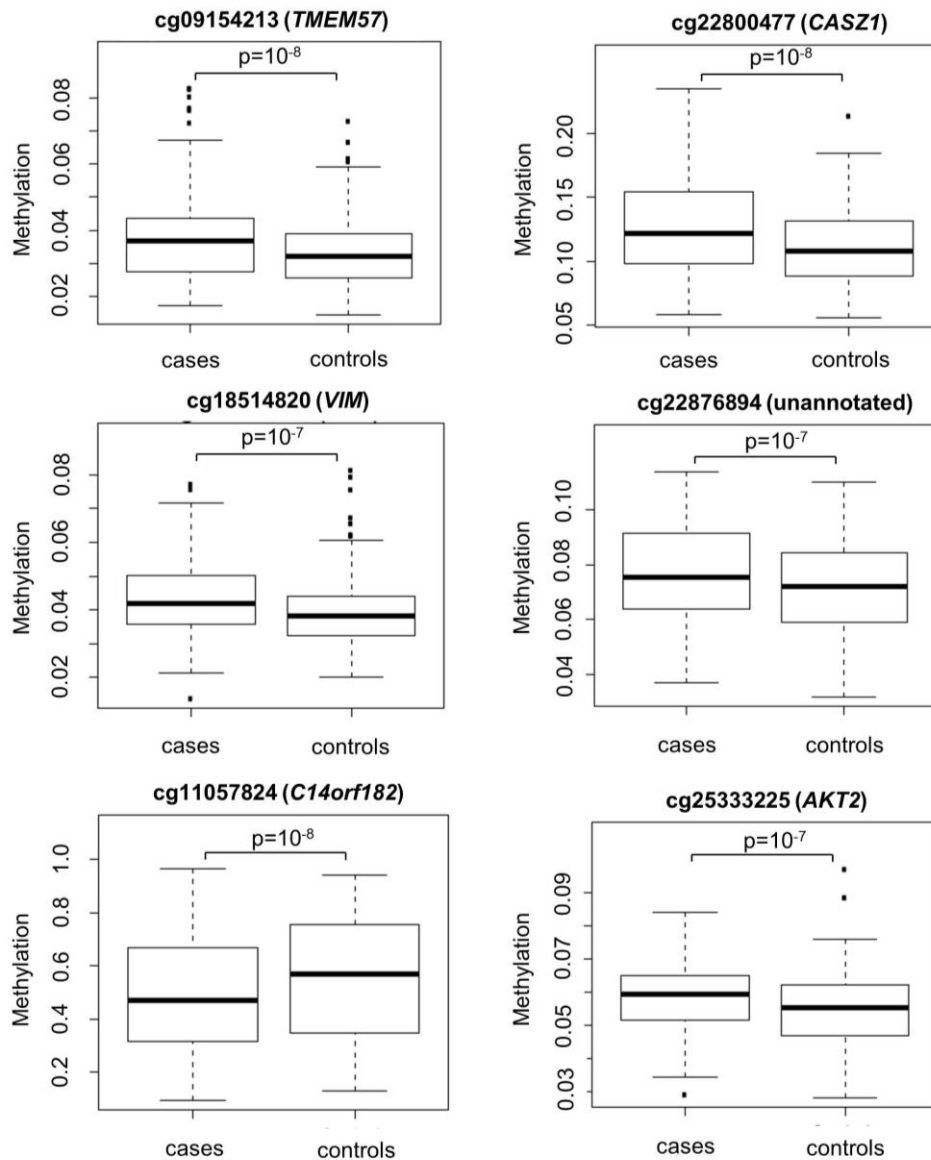 cg09154213 (TMEM57)
p=10-8
Methylation
0.08
0.06
0.04
0.02
cases
controls
cg22800477 (CASZ1)
p=10-8
Methylation
0.20
0.15
0.10
0.05
cases
controls
cg18514820 (VIM)
p=10-7
Methylation
0.08
0.06
0.04
0.02
cases
controls
cg22876894 (unannotated)
p=10-7
Methylation
0.10
0.08
0.06
0.04
cases
controls
cg11057824 (C14orf182)
p=10-8
Methylation
1.0
0.8
0.6
0.4
0.2
cases
controls
cg25333225 (AKT2)
p=10-7
Methylation
0.09
0.07
0.05
0.03
cases
controls